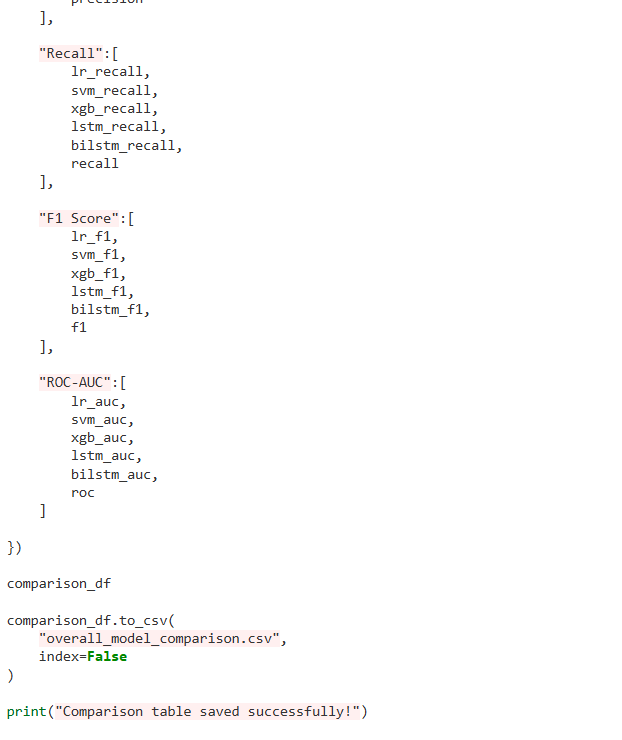 precision
],
"Recall":[
lr_recall,
svm_recall,
xgb_recall,
lstm_recall,
bilstm_recall,
recall
],
"F1 Score":[
lr_f1,
svm_f1,
xgb_f1,
lstm_f1,
bilstm_f1,
f1
],
"ROC-AUC":[
lr_auc,
svm_auc,
xgb_auc,
lstm_auc,
bilstm_auc,
roc
]
})
comparison_df
comparison_df.to_csv(
"overall_model_comparison.csv",
index=False
)
print("Comparison table saved successfully!")